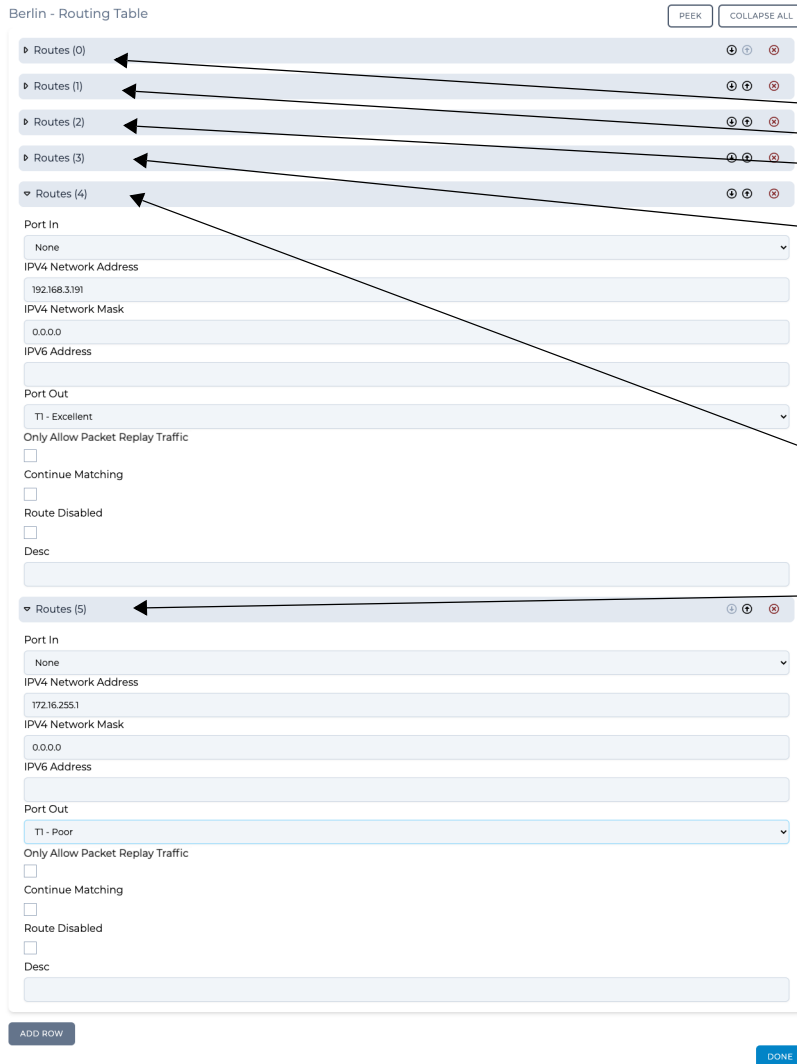 Berlin - Routing Table
PEEK
COLLAPSE ALL
Routes (0)
Routes (1)
Routes (2)
Routes (3)
Routes (4)
Port In
None
IPV4 Network Address
192.168.3.191
IPV4 Network Mask
0.0.0.0
IPV6 Address
Port Out
T1 - Excellent
Only Allow Packet Replay Traffic
Continue Matching
Route Disabled
Desc
Routes (5)
Port In
None
IPV4 Network Address
172.16.255.1
IPV4 Network Mask
0.0.0.0
IPV6 Address
Port Out
T1 - Poor
Only Allow Packet Replay Traffic
Continue Matching
Route Disabled
Desc
ADD ROW
DONE